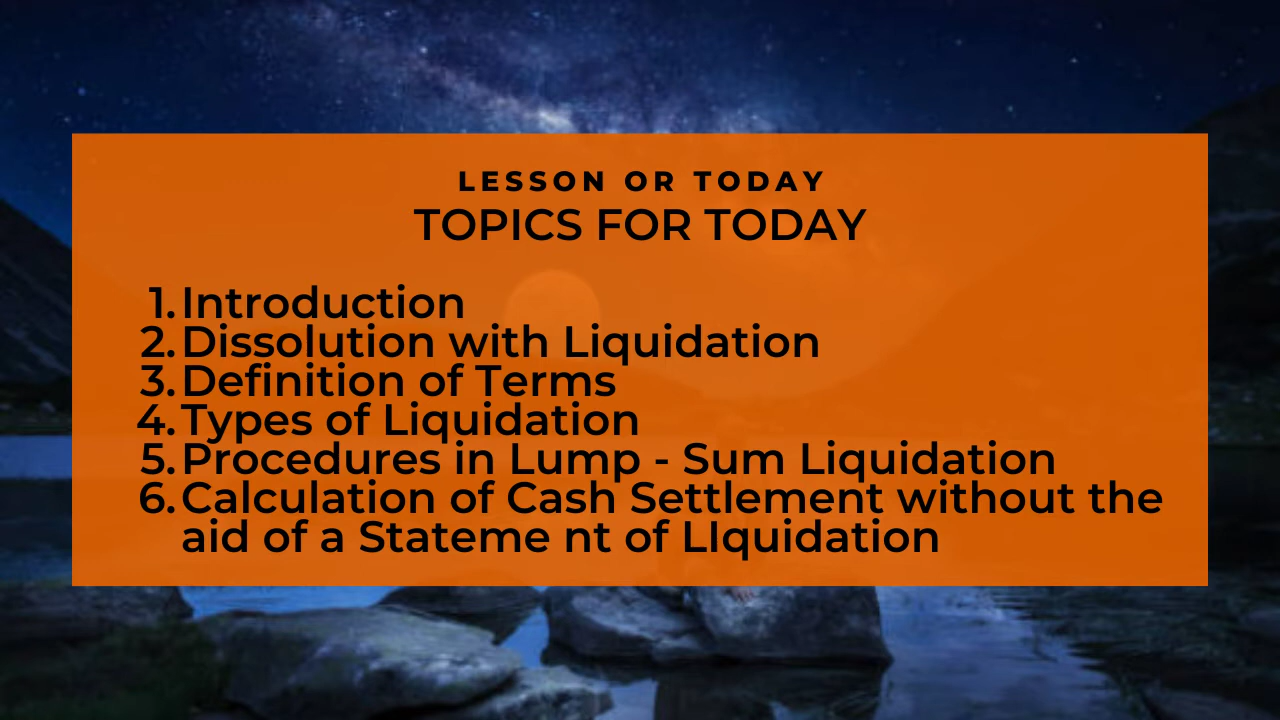 LESSON OR TODAY
TOPICS FOR TODAY
1. Introduction
2. Dissolution with Liquidation
3. Definition of Terms
4. Types of Liquidation
5. Procedures in Lump - Sum Liquidation
6. Calculation of Cash Settlement without the
aid of a Stateme nt of LIquidation